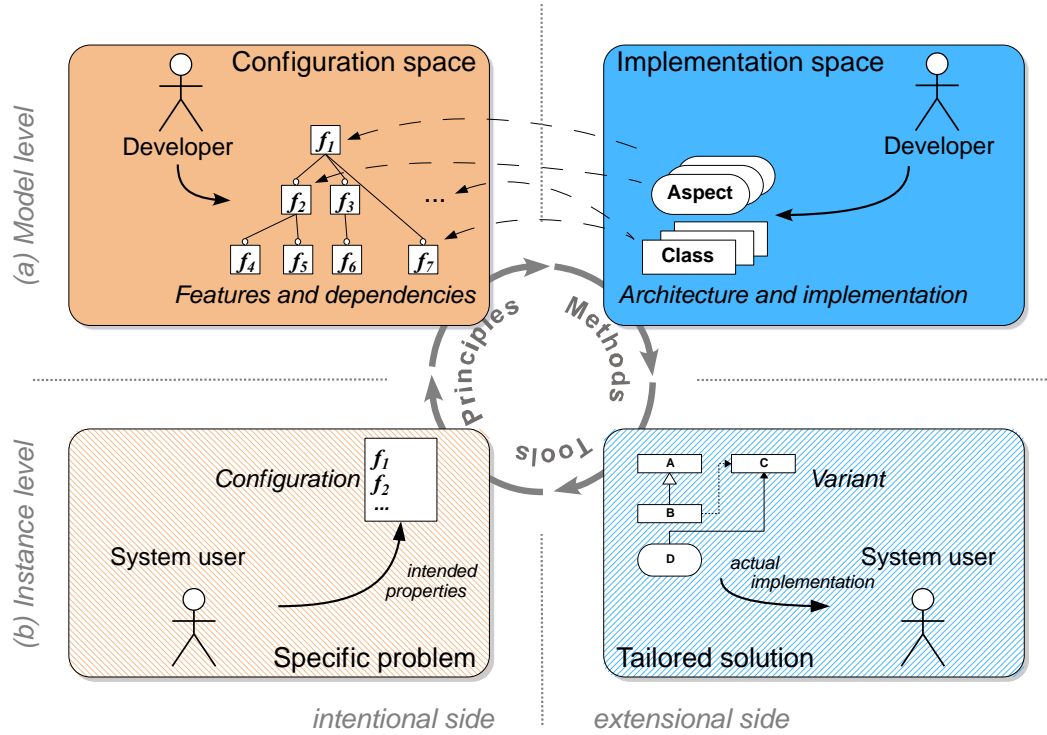 (a) Model level
Configuration space
Developer
f1
f2
f3
...
f4
f5
f6
f7
Features and dependencies
Implementation space
Developer
Aspect
Class
Architecture and implementation
Principles
Methods
Tools
(b) Instance level
Configuration
f1
f2
...
System user
intended
properties
Specific problem
A
C
B
D
Variant
System user
actual
implementation
Tailored solution
intentional side
extensional side